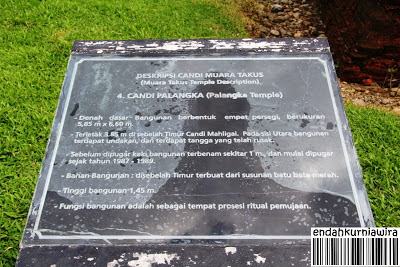 DESKRIPSI CANDI MUARA TAKUS
(Muara Takus Temple Description)
4. CANDI PALANGKA (Palangka Temple)
- Denah dasar Bangunan berbentuk empat persegi, berukuran
5,85 m x 6,60 m.
- Terletak 3,85 m di sebelah Timur Candi Mahligai. Pada sisi Utara bangunan
terdapat undakan, dan terdapat tangga yang telah rusak.
- Sebelum dipugar kaki bangunan terbenam sekitar 1 m, dan mulai dipugar
sejak tahun 1987 - 1989.
- Bahan Bangunan : disebelah Timur terbuat dari susunan batu bata merah.
- Tinggi bangunan 1,45 m.
- Fungsi bangunan adalah sebagai tempat prosesi ritual pemujaan.
endahkurniawira